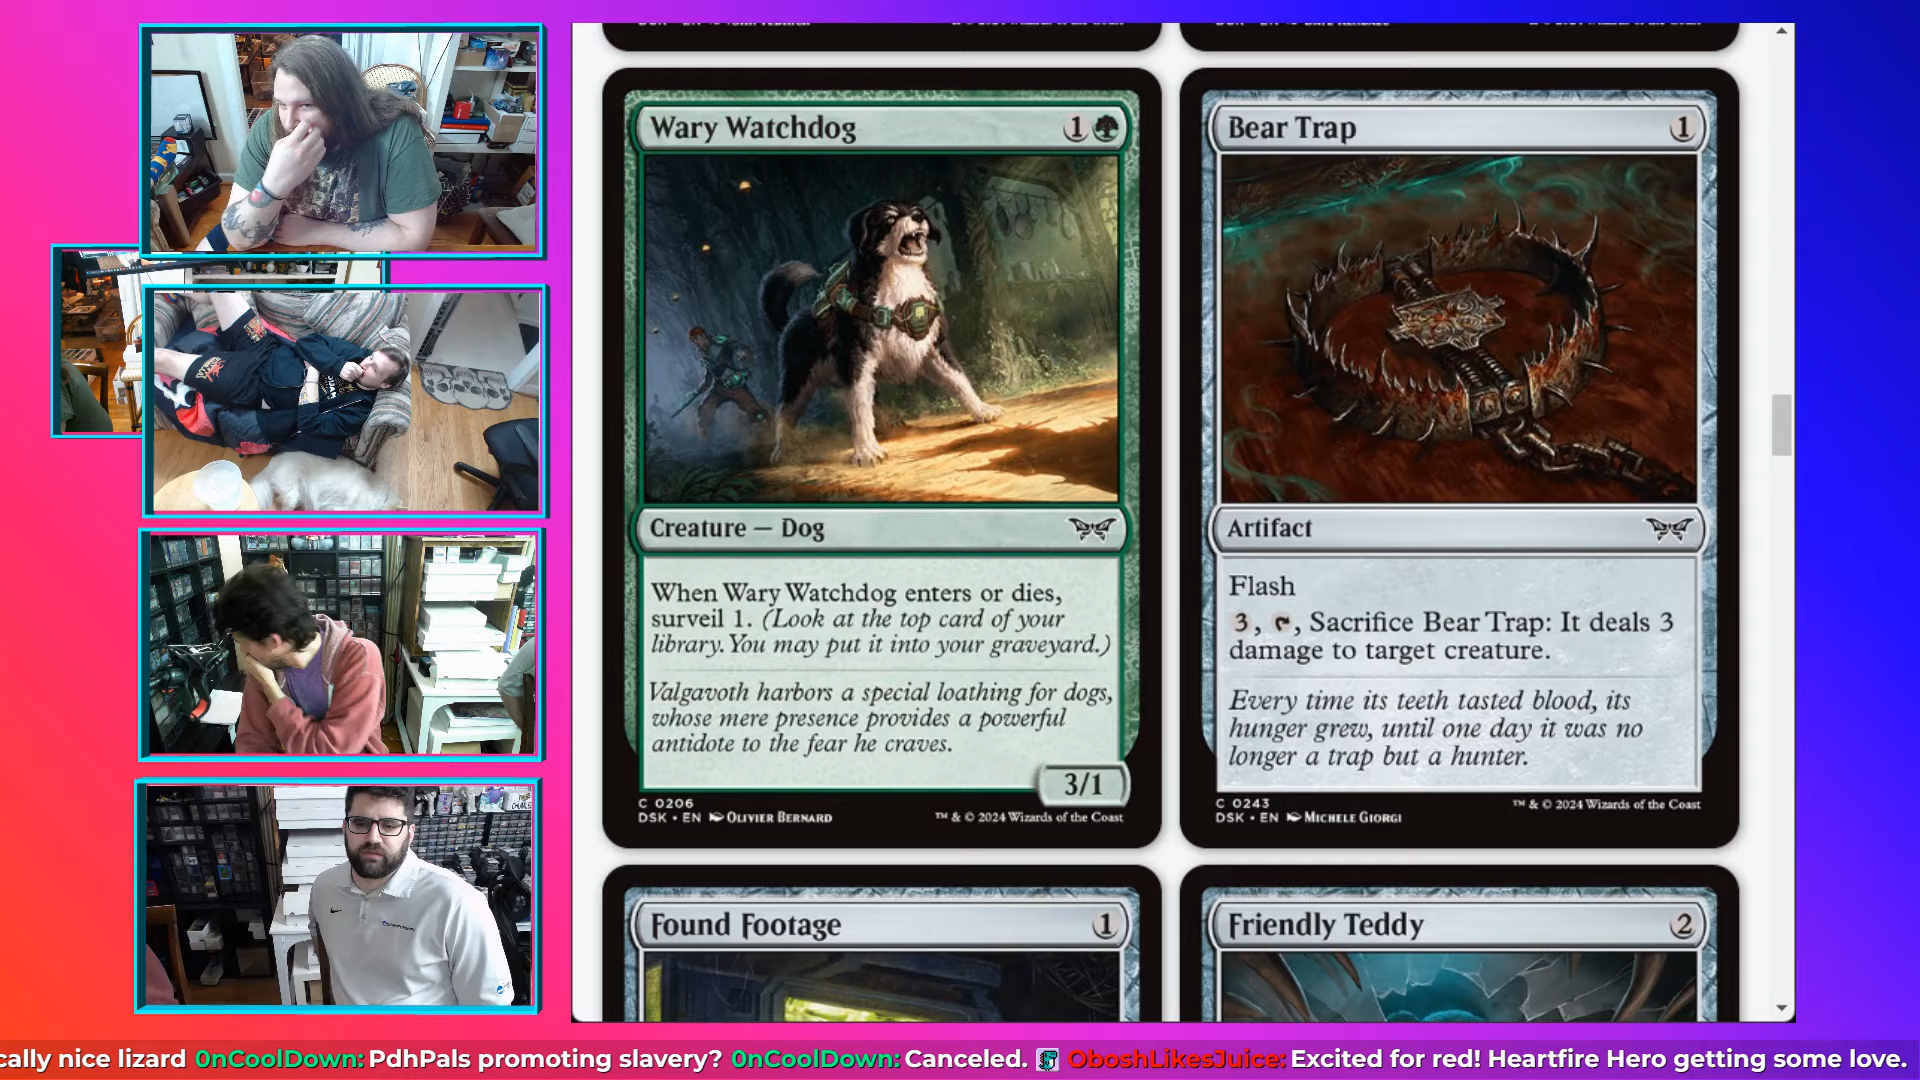 Wary Watchdog 1
Creature — Dog
When Wary Watchdog enters or dies,
surveil 1. (Look at the top card of your
library. You may put it into your graveyard.)
Valgavoth harbors a special loathing for dogs,
whose mere presence provides a powerful
antidote to the fear he craves.
3/1
C 0206
DSK • EN OLIVIER BERNARD
™ & © 2024 Wizards of the Coast
Bear Trap 1
Artifact
Flash
3, , Sacrifice Bear Trap: It deals 3
damage to target creature.
Every time its teeth tasted blood, its
hunger grew, until one day it was no
longer a trap but a hunter.
C 0243
DSK • EN MICHELE GIORGI
™ & © 2024 Wizards of the Coast
Found Footage 1
Friendly Teddy 2
cally nice lizard 0nCoolDown: PdhPals promoting slavery? 0nCoolDown: Canceled. OboshLikesJuice: Excited for red! Heartfire Hero getting some love.